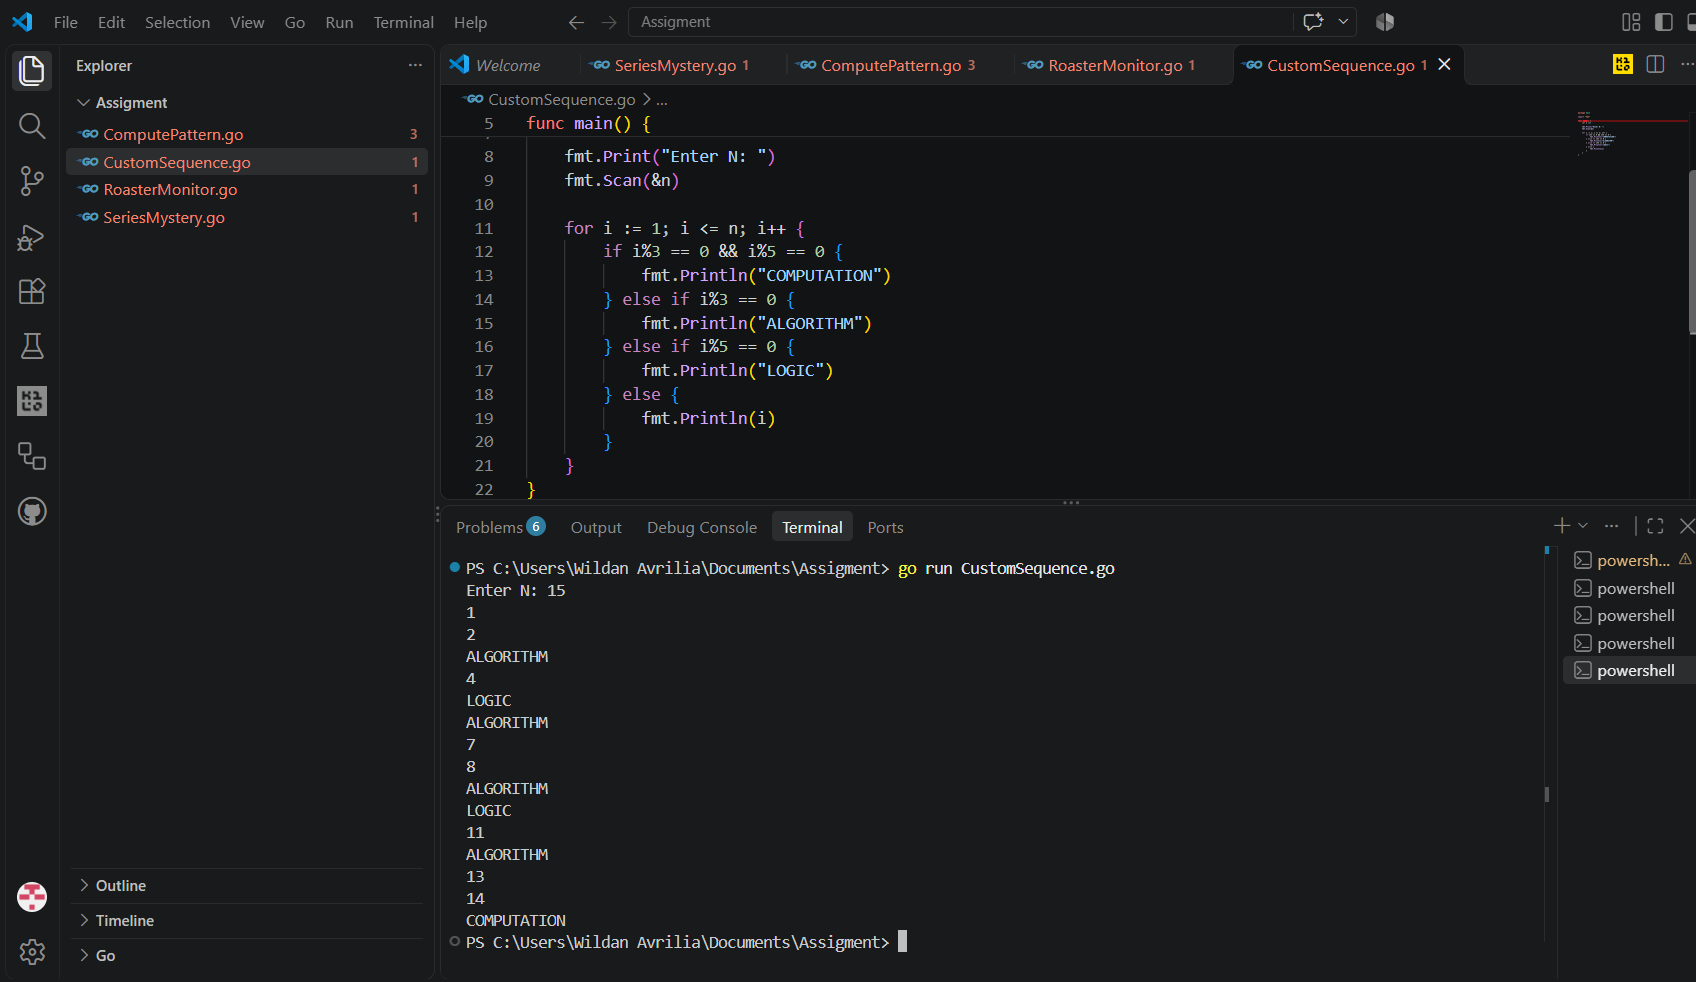 File Edit Selection View Go Run Terminal Help
Assigment
Explorer
Assigment
ComputePattern.go 3
CustomSequence.go 1
RoasterMonitor.go 1
SeriesMystery.go 1
Outline
Timeline
Go
Welcome SeriesMystery.go 1 ComputePattern.go 3 RoasterMonitor.go 1 CustomSequence.go 1
CustomSequence.go > ...
5 func main() {
8 fmt.Print("Enter N: ")
9 fmt.Scan(&n)
10
11 for i := 1; i <= n; i++ {
12 if i%3 == 0 && i%5 == 0 {
13 fmt.Println("COMPUTATION")
14 } else if i%3 == 0 {
15 fmt.Println("ALGORITHM")
16 } else if i%5 == 0 {
17 fmt.Println("LOGIC")
18 } else {
19 fmt.Println(i)
20 }
21 }
22 }
Problems 6 Output Debug Console Terminal Ports
PS C:\Users\Wildan Avrilia\Documents\Assigment> go run CustomSequence.go
Enter N: 15
1
2
ALGORITHM
4
LOGIC
ALGORITHM
7
8
ALGORITHM
LOGIC
11
ALGORITHM
13
14
COMPUTATION
PS C:\Users\Wildan Avrilia\Documents\Assigment>
powersh...
powershell
powershell
powershell
powershell